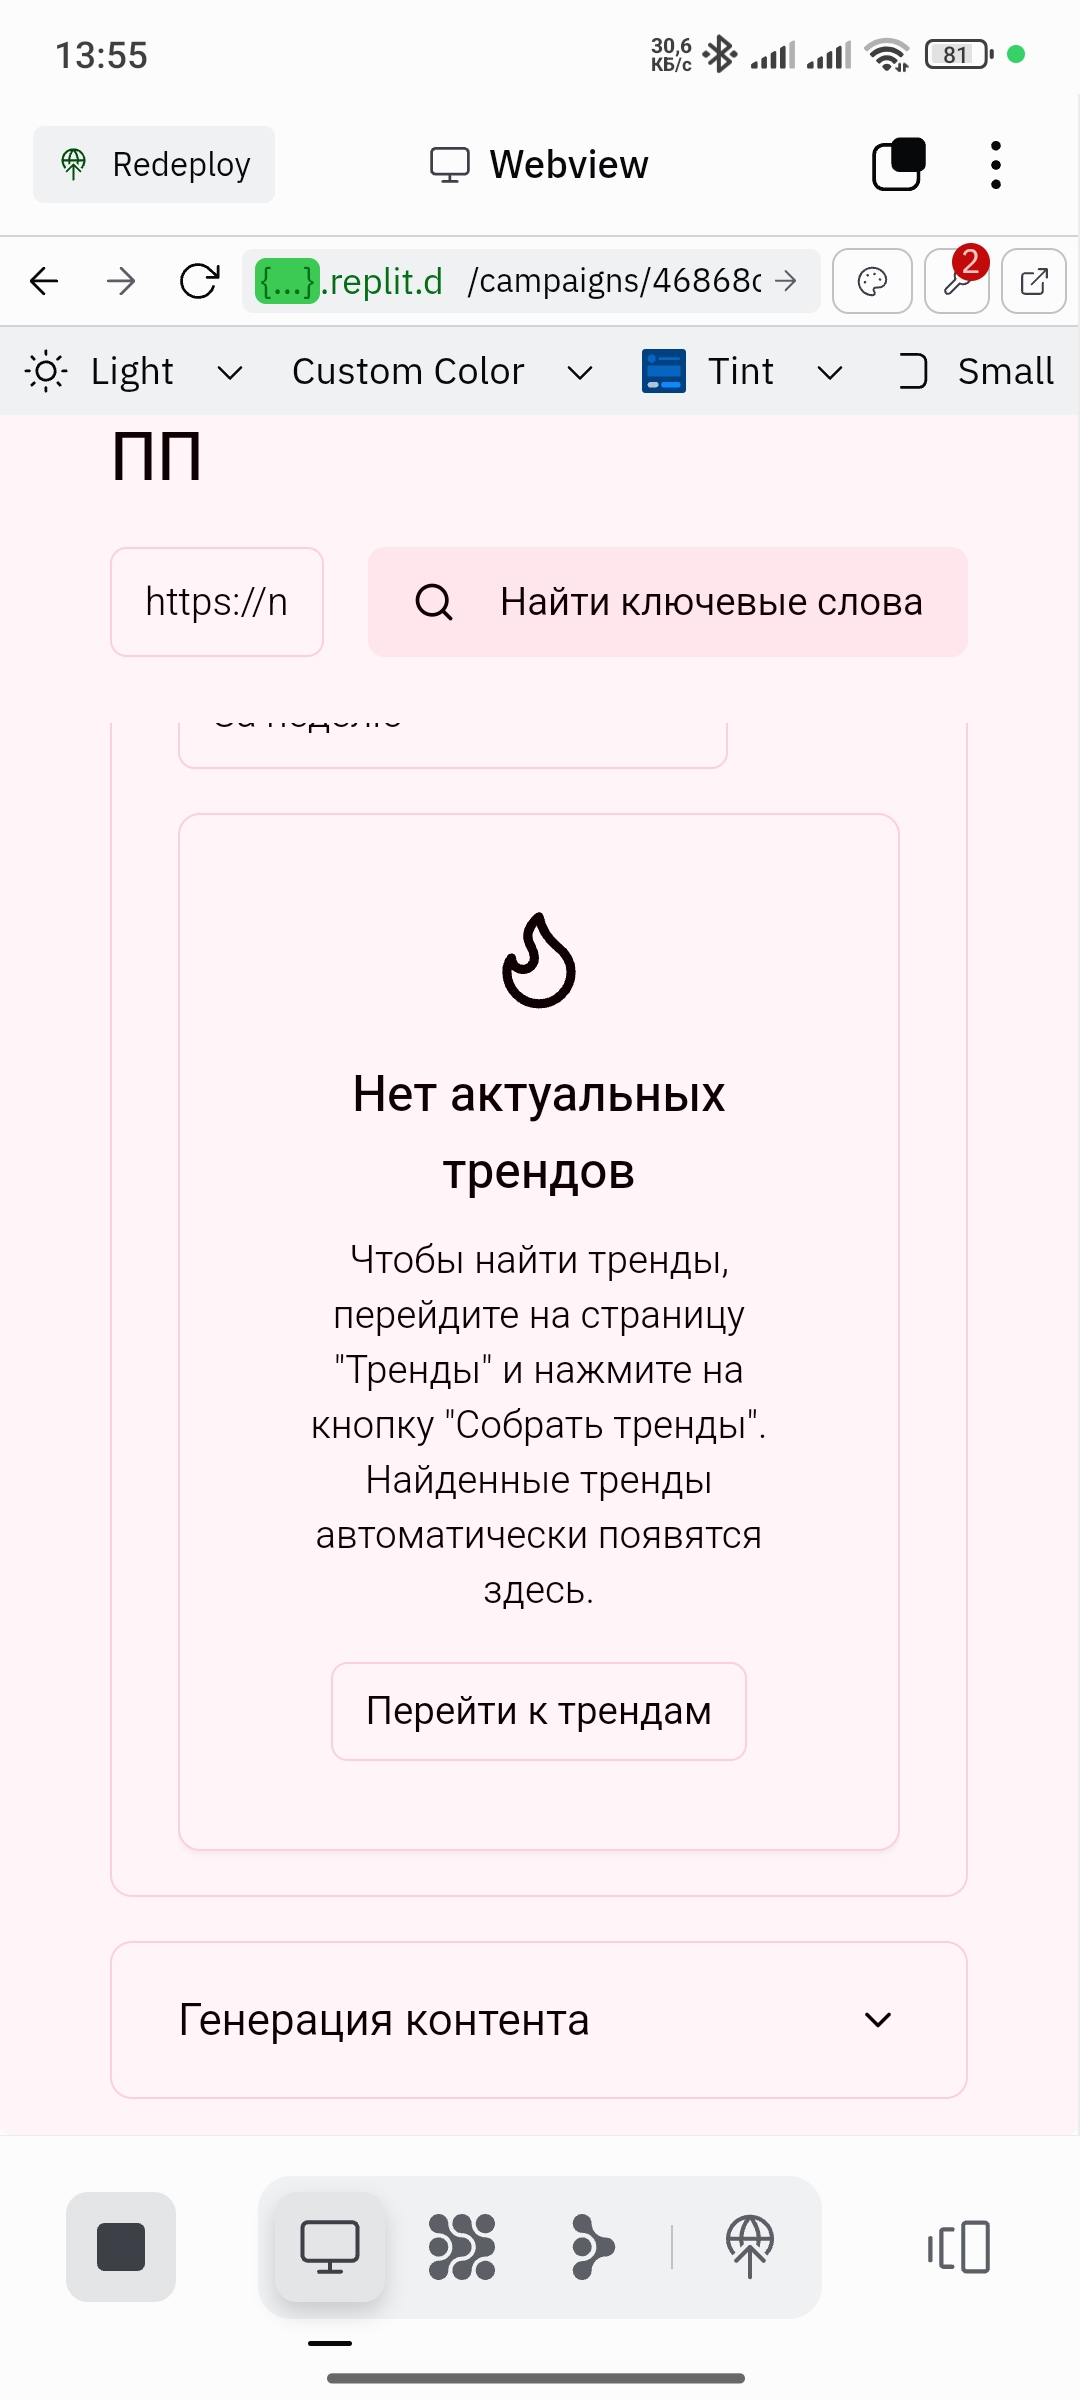 13:55
30,6
КБ/с
81
Redeploy
Webview
{...}.replit.d /campaigns/46868c
2
Light
Custom Color
Tint
Small
ПП
https://n
Найти ключевые слова
За неделю
Нет актуальных
трендов
Чтобы найти тренды,
перейдите на страницу
"Тренды" и нажмите на
кнопку "Собрать тренды".
Найденные тренды
автоматически появятся
здесь.
Перейти к трендам
Генерация контента